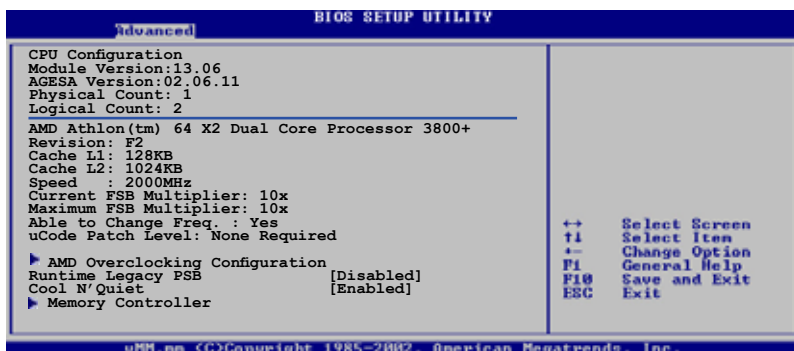 BIOS SETUP UTILITY
Advanced
CPU Configuration
Module Version:13.06
AGESA Version:02.06.11
Physical Count: 1
Logical Count: 2
AMD Athlon(tm) 64 X2 Dual Core Processor 3800+
Revision: F2
Cache L1: 128KB
Cache L2: 1024KB
Speed : 2000MHz
Current FSB Multiplier: 10x
Maximum FSB Multiplier: 10x
Able to Change Freq. : Yes
uCode Patch Level: None Required
AMD Overclocking Configuration
Runtime Legacy PSB [Disabled]
Cool N'Quiet [Enabled]
Memory Controller
↔ Select Screen
↑↓ Select Item
+- Change Option
F1 General Help
F10 Save and Exit
ESC Exit
vMM.mm (C)Copyright 1985-2002, American Megatrends, Inc.